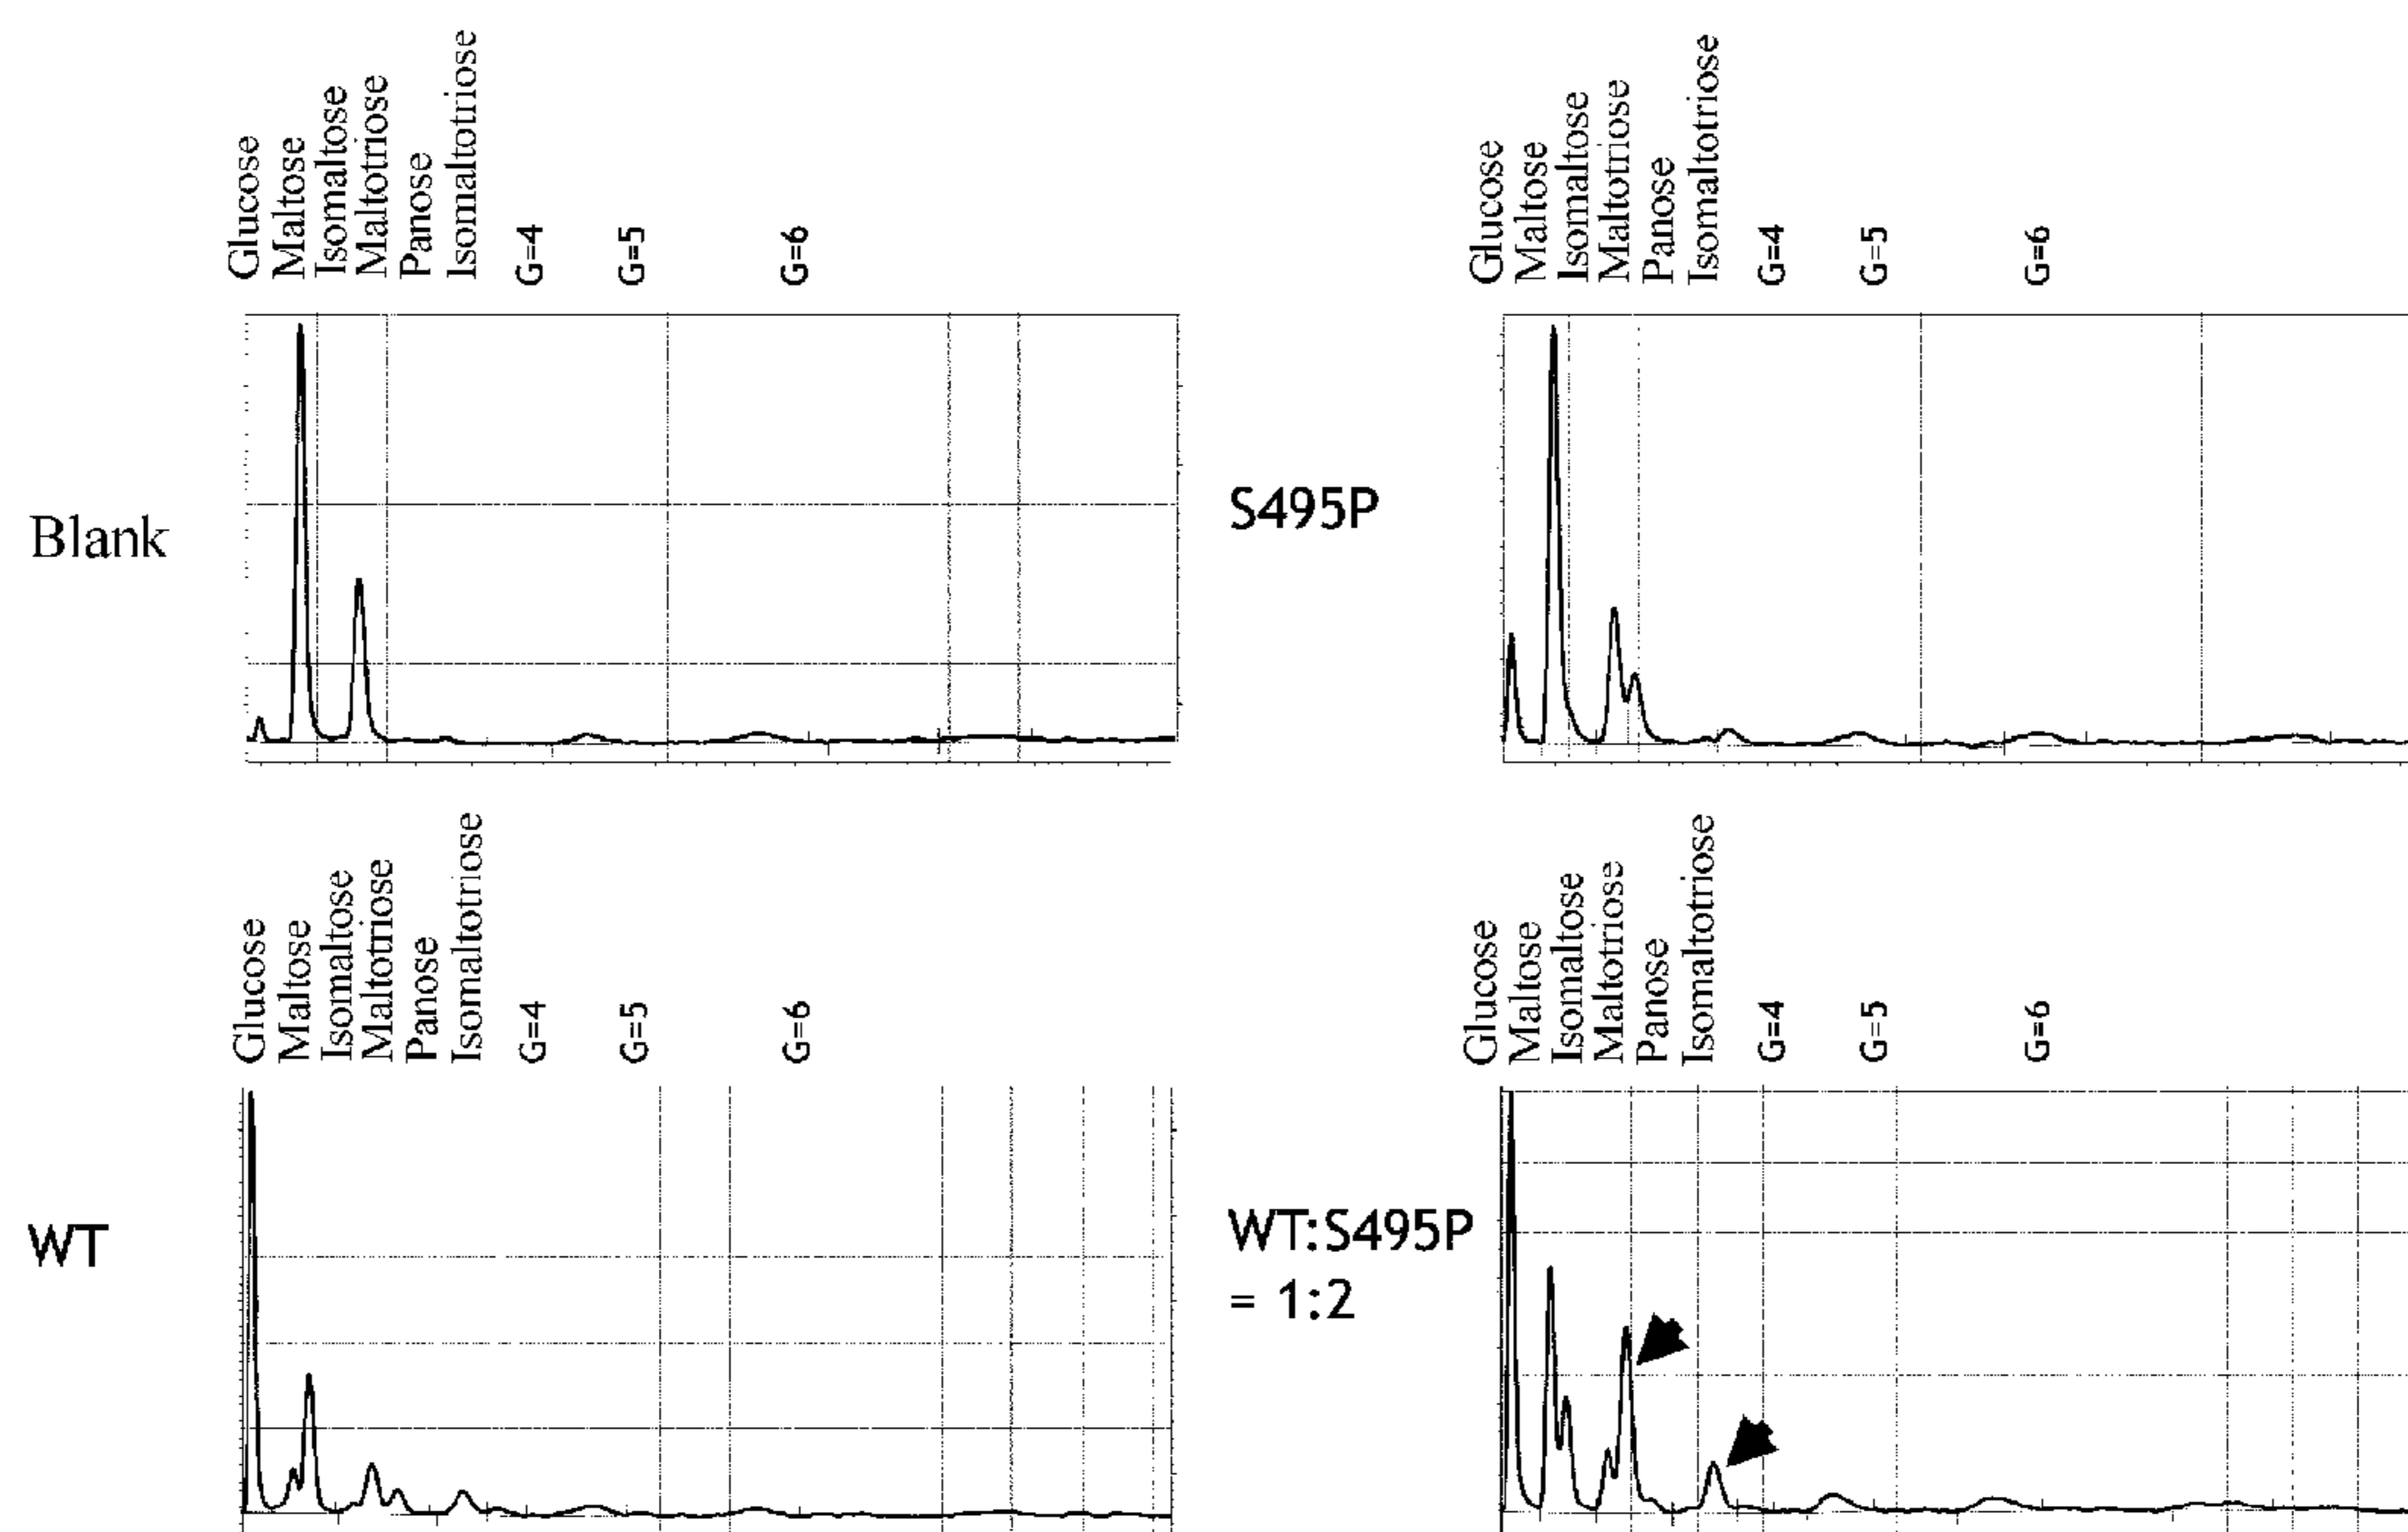 Glucose
Maltose
Isomaltose
Maltotriose
Panose
Isomaltotriose
G=4
G=5
G=6
Blank
Glucose
Maltose
Isomaltose
Maltotriose
Panose
Isomaltotriose
G=4
G=5
G=6
S495P
Glucose
Maltose
Isomaltose
Maltotriose
Panose
Isomaltotriose
G=4
G=5
G=6
WT
Glucose
Maltose
Isomaltose
Maltotriose
Panose
Isomaltotriose
G=4
G=5
G=6
WT:S495P
= 1:2